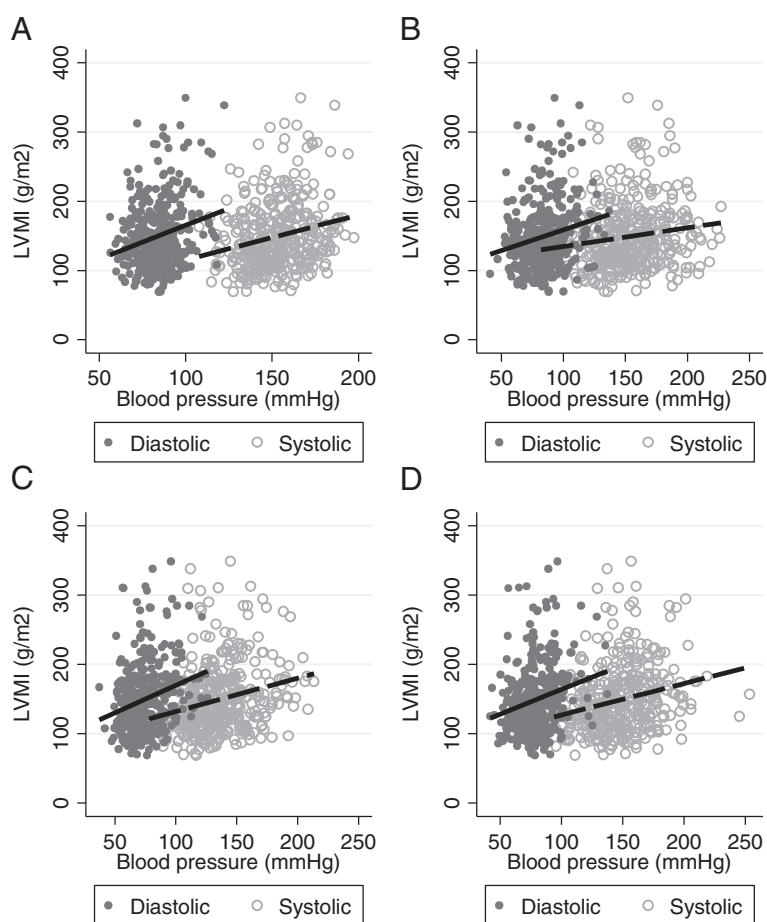 A
LVMI (g/m2)
400
300
200
100
0
50 100 150 200
Blood pressure (mmHg)
Diastolic Systolic
B
LVMI (g/m2)
400
300
200
100
0
50 100 150 200 250
Blood pressure (mmHg)
Diastolic Systolic
C
LVMI (g/m2)
400
300
200
100
0
50 100 150 200 250
Blood pressure (mmHg)
Diastolic Systolic
D
LVMI (g/m2)
400
300
200
100
0
50 100 150 200 250
Blood pressure (mmHg)
Diastolic Systolic